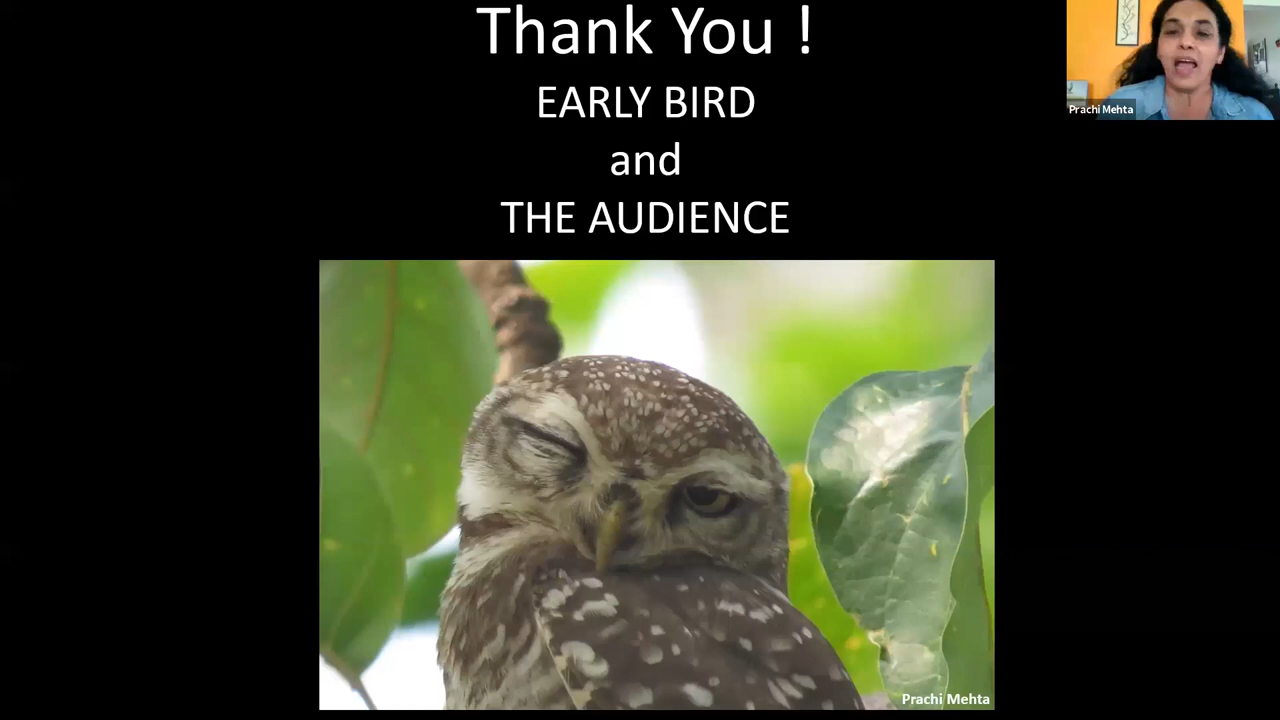 Thank You !
EARLY BIRD
and
THE AUDIENCE
Prachi Mehta
Prachi Mehta